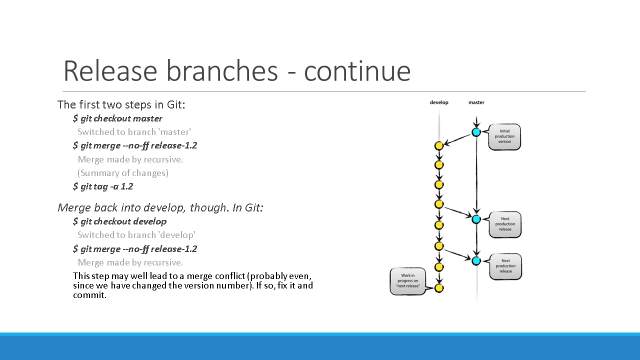 Release branches - continue
The first two steps in Git:
$ git checkout master
Switched to branch 'master'
$ git merge --no-ff release-1.2
Merge made by recursive.
(Summary of changes)
$ git tag -a 1.2
Merge back into develop, though. In Git:
$ git checkout develop
Switched to branch 'develop'
$ git merge --no-ff release-1.2
Merge made by recursive.
This step may well lead to a merge conflict (probably even,
since we have changed the version number). If so, fix it and
commit.
develop
master
Initial
production
version
Next
production
release
Next
production
release
Work in
progress on
"next release"